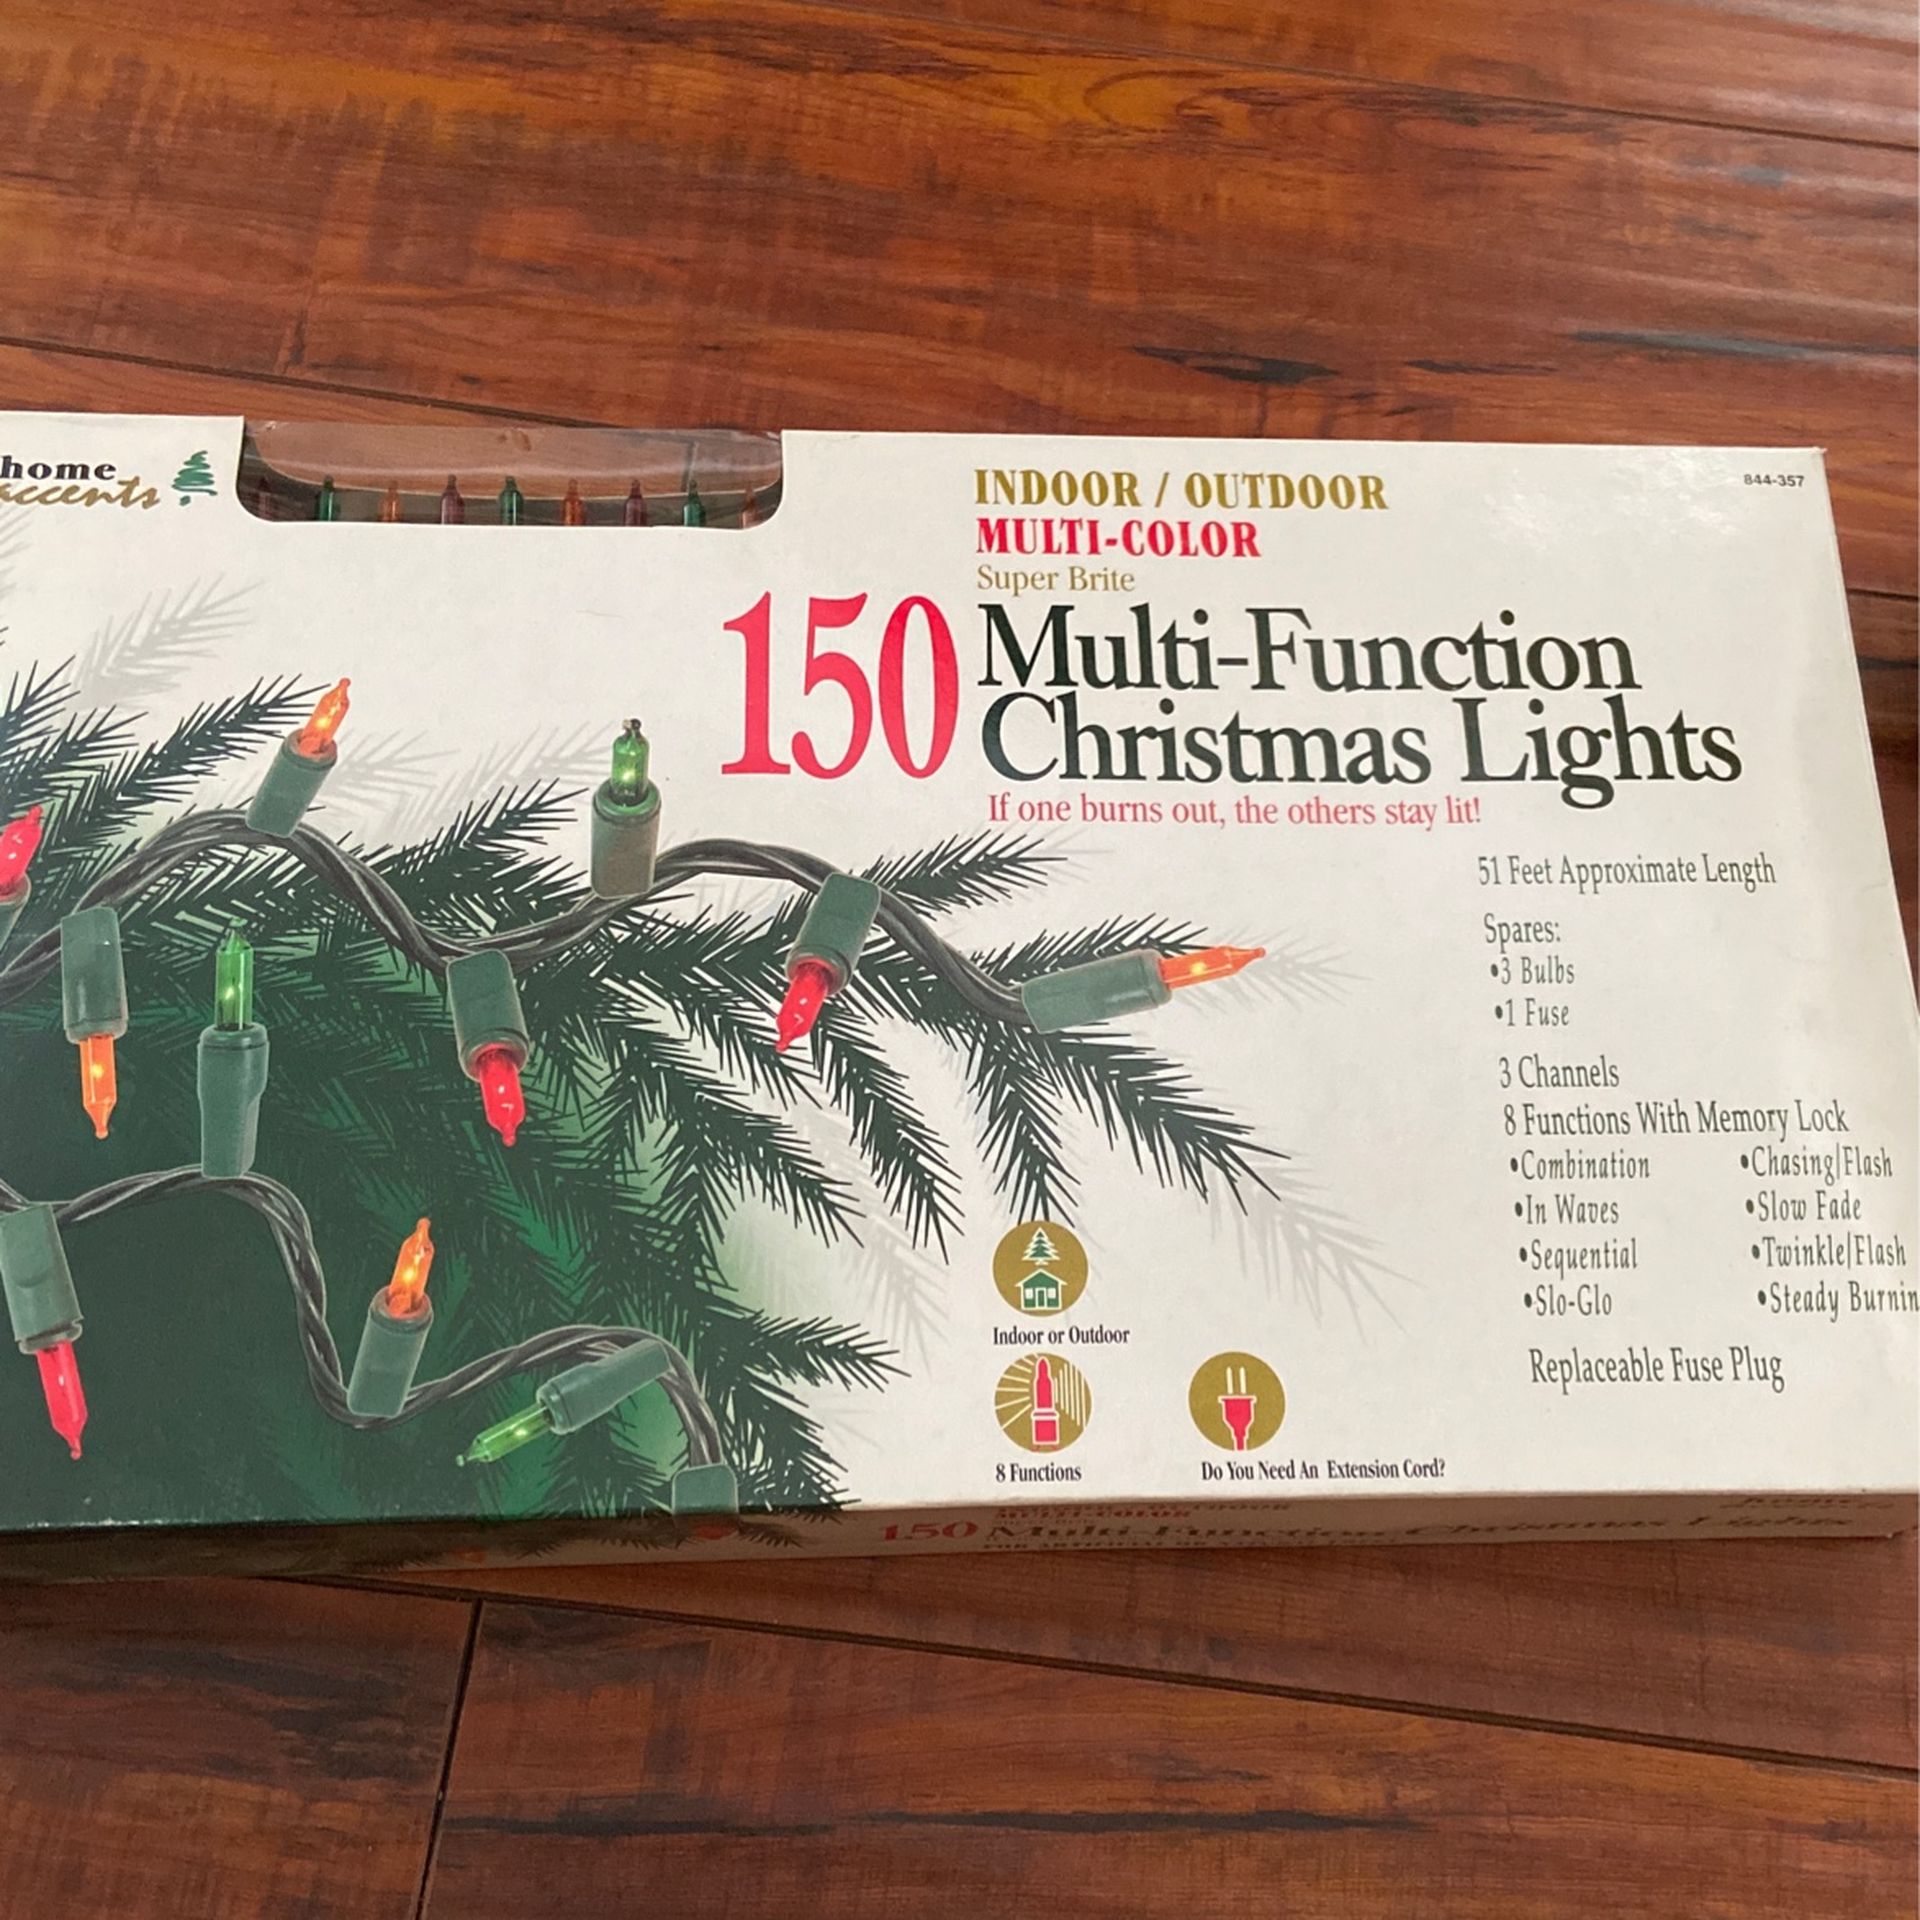 home
accents
INDOOR / OUTDOOR
844-357
MULTI-COLOR
Super Brite
150 Multi-Function
Christmas Lights
If one burns out, the others stay lit!
51 Feet Approximate Length
Spares:
•3 Bulbs
•1 Fuse
3 Channels
8 Functions With Memory Lock
•Combination •Chasing/Flash
•In Waves •Slow Fade
•Sequential •Twinkle/Flash
•Slo-Glo •Steady Burnin
Replaceable Fuse Plug
Indoor or Outdoor
8 Functions
Do You Need An Extension Cord?
MULTI-COLOR
150 Multi-Function Christmas Lights